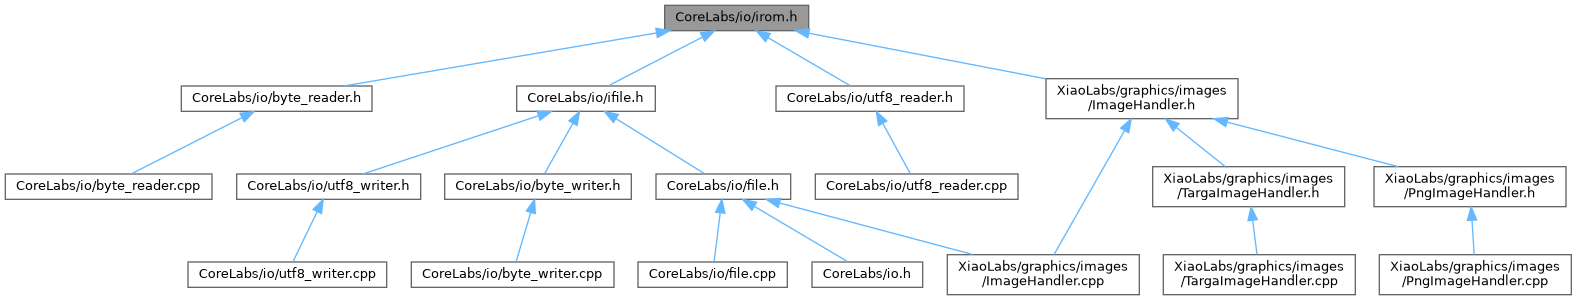 CoreLabs/io/irom.h
CoreLabs/io/byte_reader.h
CoreLabs/io/ifile.h
CoreLabs/io/utf8_reader.h
XiaoLabs/graphics/images
/ImageHandler.h
CoreLabs/io/byte_reader.cpp
CoreLabs/io/utf8_writer.h
CoreLabs/io/byte_writer.h
CoreLabs/io/file.h
CoreLabs/io/utf8_reader.cpp
XiaoLabs/graphics/images
/TargaImageHandler.h
XiaoLabs/graphics/images
/PngImageHandler.h
CoreLabs/io/utf8_writer.cpp
CoreLabs/io/byte_writer.cpp
CoreLabs/io/file.cpp
CoreLabs/io.h
XiaoLabs/graphics/images
/ImageHandler.cpp
XiaoLabs/graphics/images
/TargaImageHandler.cpp
XiaoLabs/graphics/images
/PngImageHandler.cpp